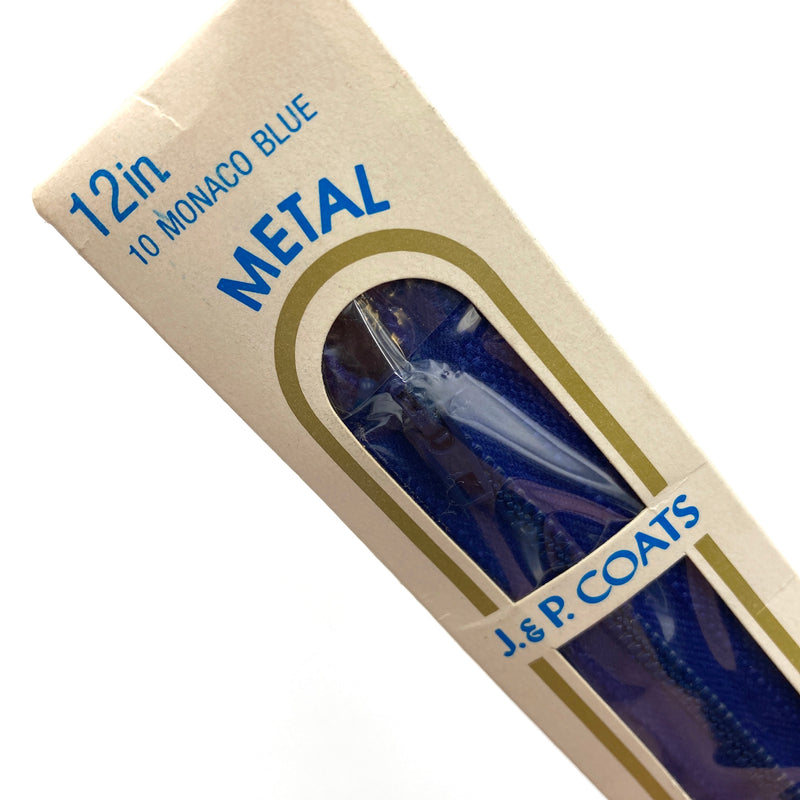 12in.
10 MONACO BLUE
METAL
J.&P. COATS